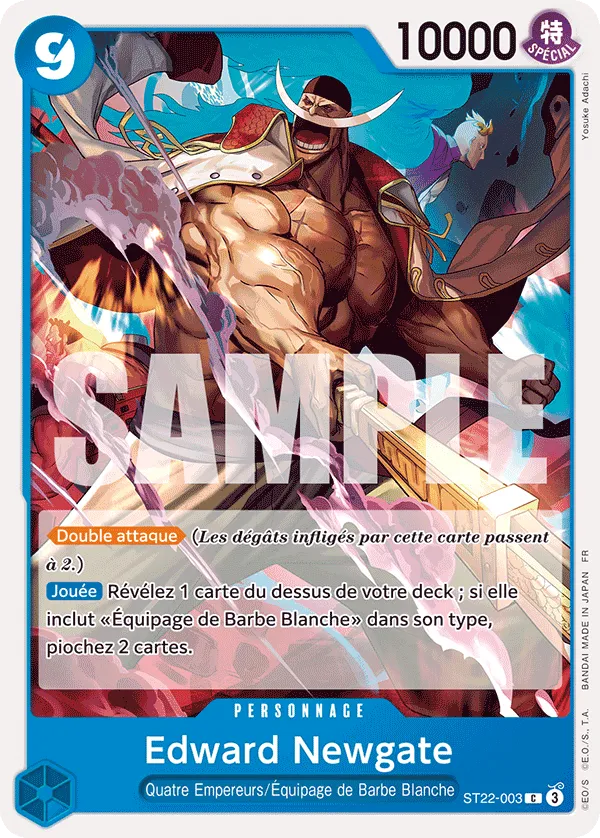 9
10000
特
SPÉCIAL
Yosuke Adachi
SAMPLE
Double attaque (Les dégâts infligés par cette carte passent
à 2.)
Jouée Révélez 1 carte du dessus de votre deck ; si elle
inclut «Équipage de Barbe Blanche» dans son type,
piochez 2 cartes.
PERSONNAGE
Edward Newgate
Quatre Empereurs/Équipage de Barbe Blanche
ST22-003 C 3
©E.O/S ©E.O./S., T.A. BANDAI MADE IN JAPAN FR